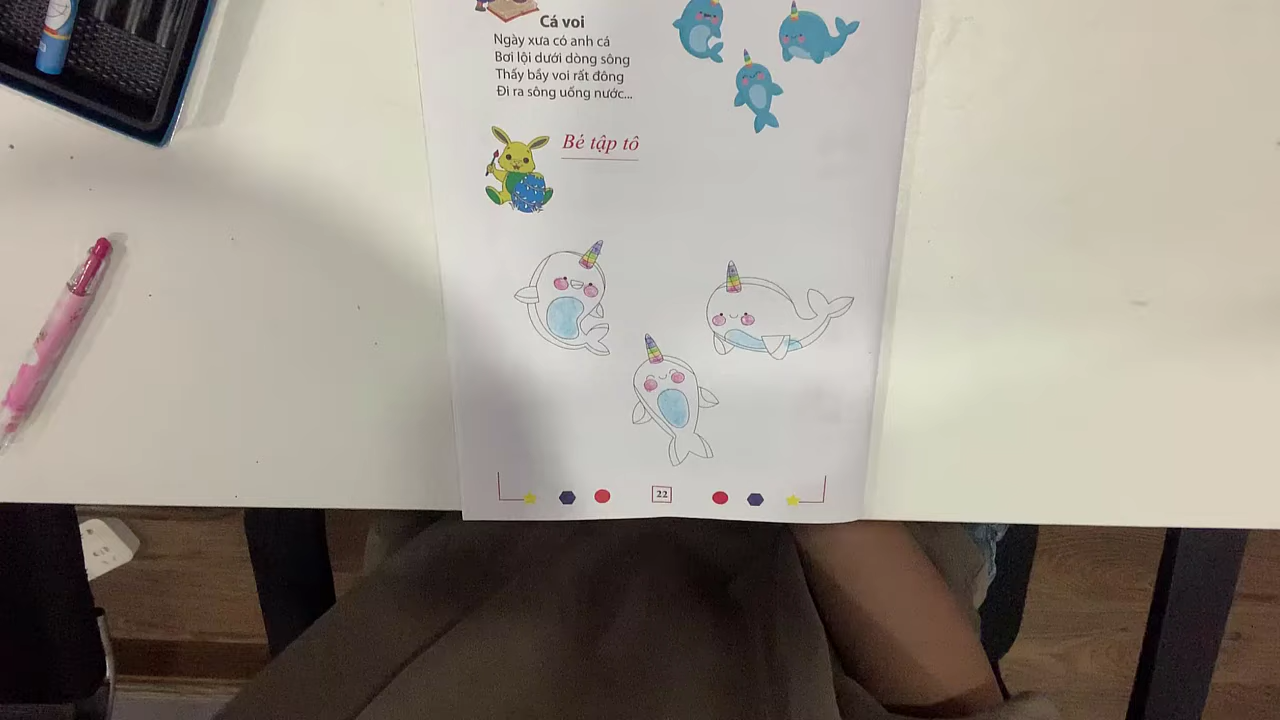 Cá voi
Ngày xưa có anh cá
Bơi lội dưới dòng sông
Thấy bầy voi rất đông
Đi ra sông uống nước...
Bé tập tô
22